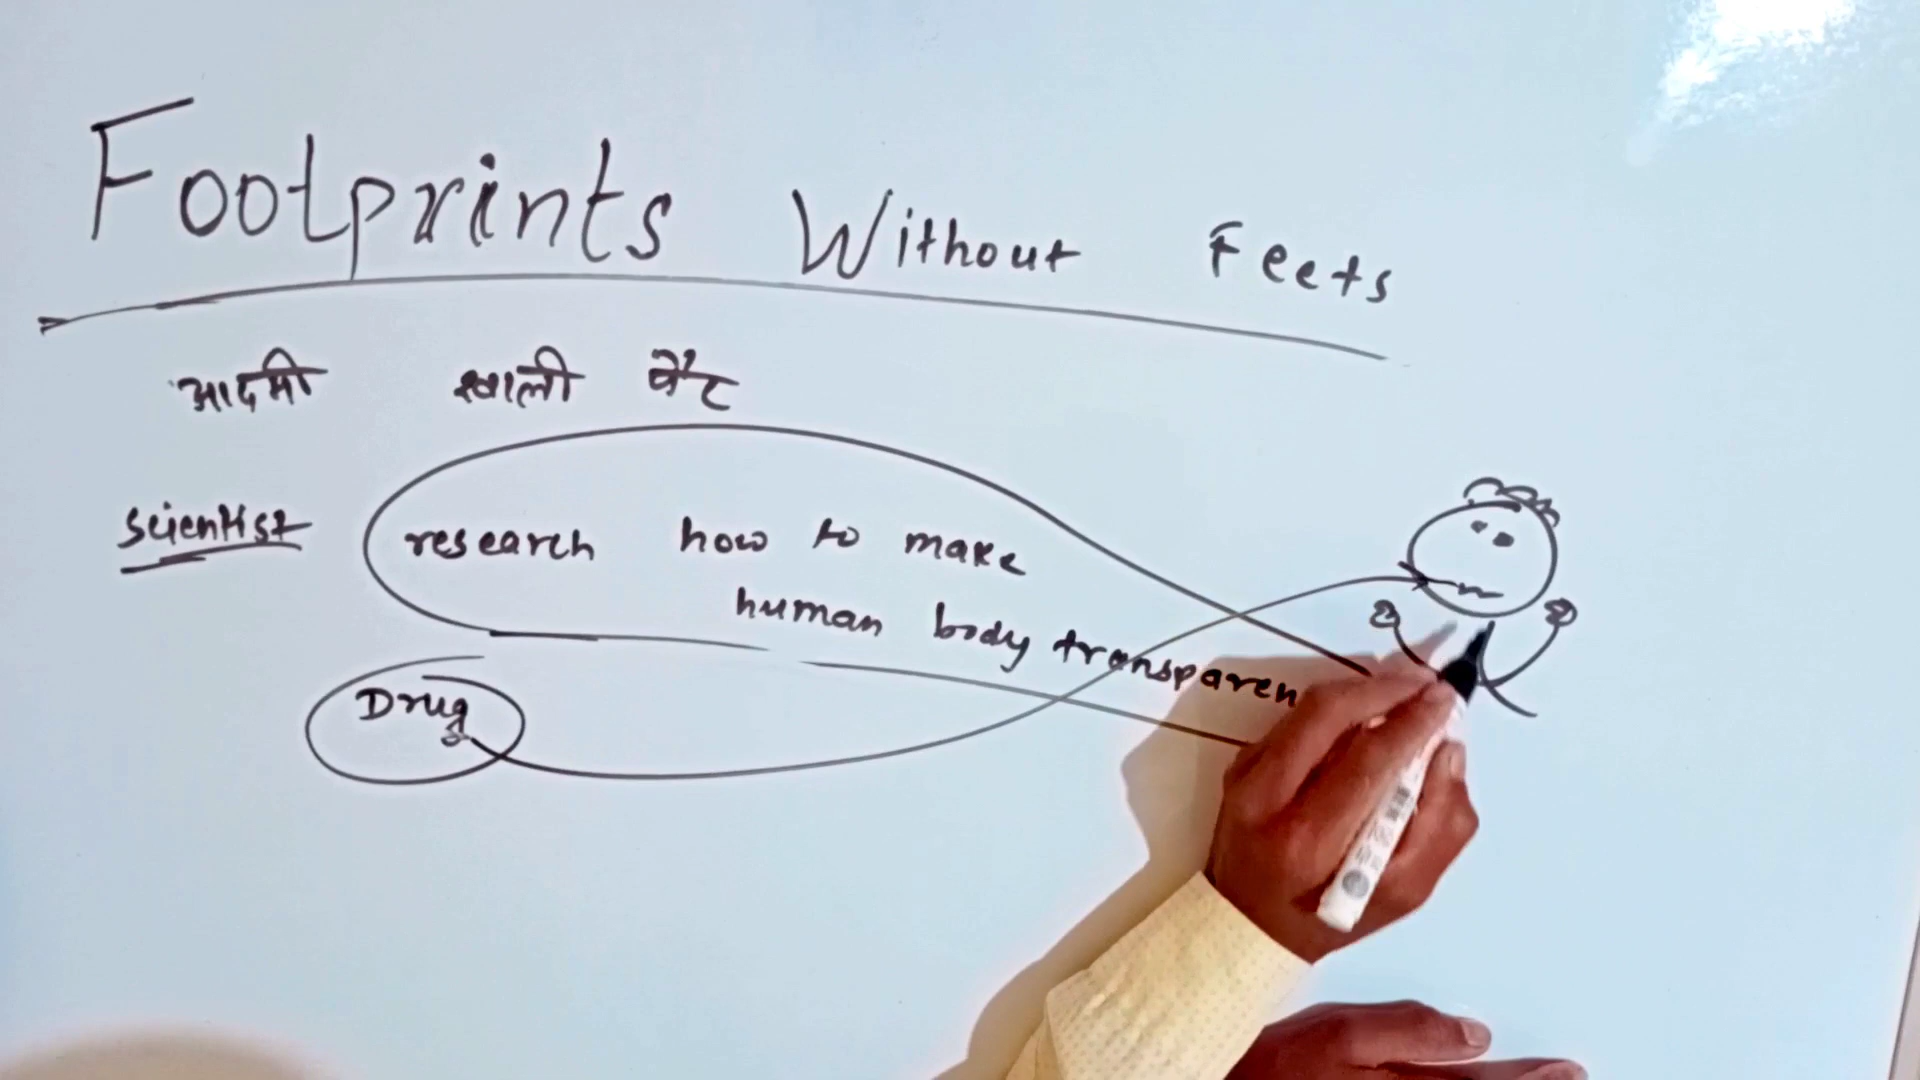 Footprints Without Feets
आदमी खाली पैंट
Scientist research how to make
human body transparen
Drug